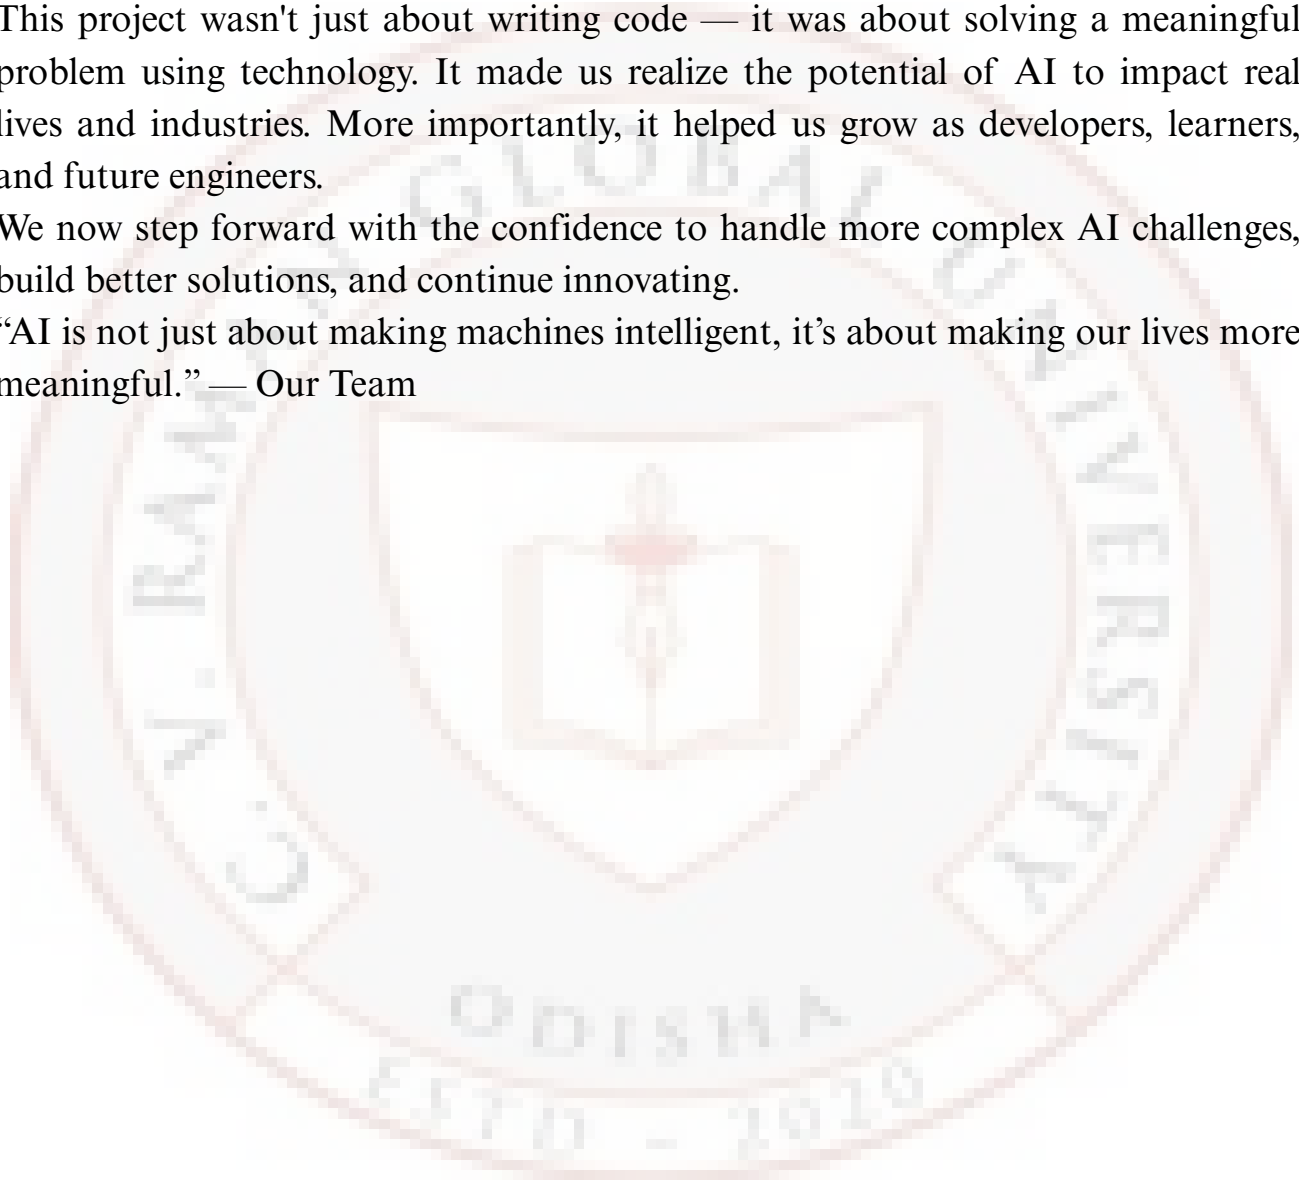 This project wasn't just about writing code — it was about solving a meaningful
problem using technology. It made us realize the potential of AI to impact real
lives and industries. More importantly, it helped us grow as developers, learners,
and future engineers.
We now step forward with the confidence to handle more complex AI challenges,
build better solutions, and continue innovating.
“AI is not just about making machines intelligent, it’s about making our lives more
meaningful.” — Our Team
C. V. RAMAN GLOBAL UNIVERSITY
ODISHA
ESTD - 2020